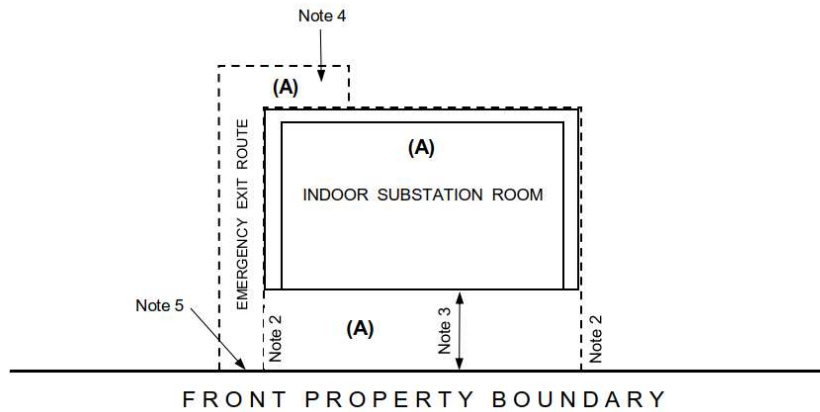 Note 4
(A)
EMERGENCY EXIT ROUTE
(A)
INDOOR SUBSTATION ROOM
Note 5
Note 2
(A)
Note 3
Note 2
FRONT PROPERTY BOUNDARY